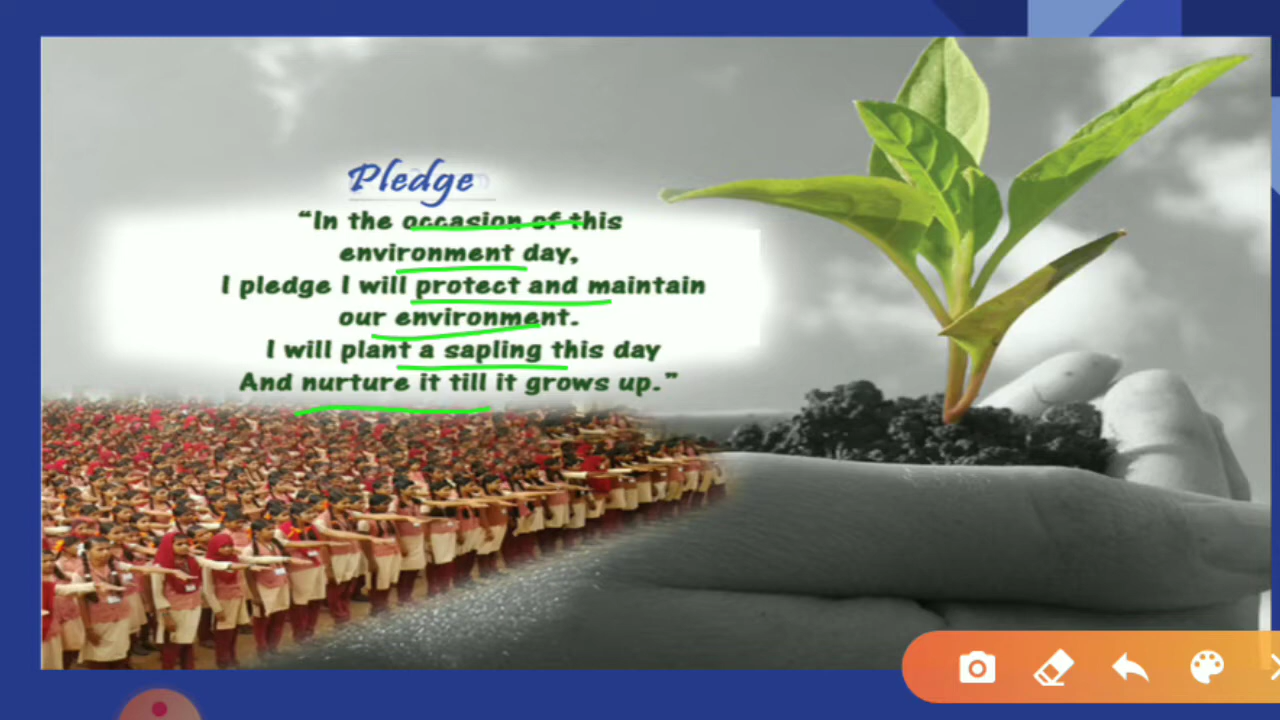 Pledge
“In the occasion of this
environment day,
I pledge I will protect and maintain
our environment.
I will plant a sapling this day
And nurture it till it grows up.”